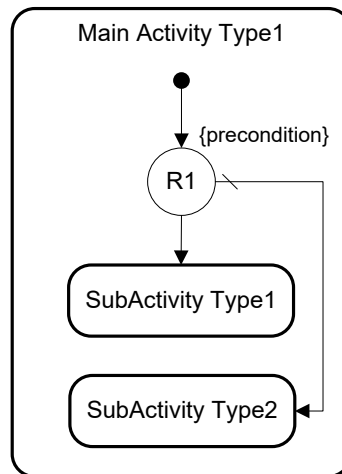 Main Activity Type1
{precondition}
R1
SubActivity Type1
SubActivity Type2